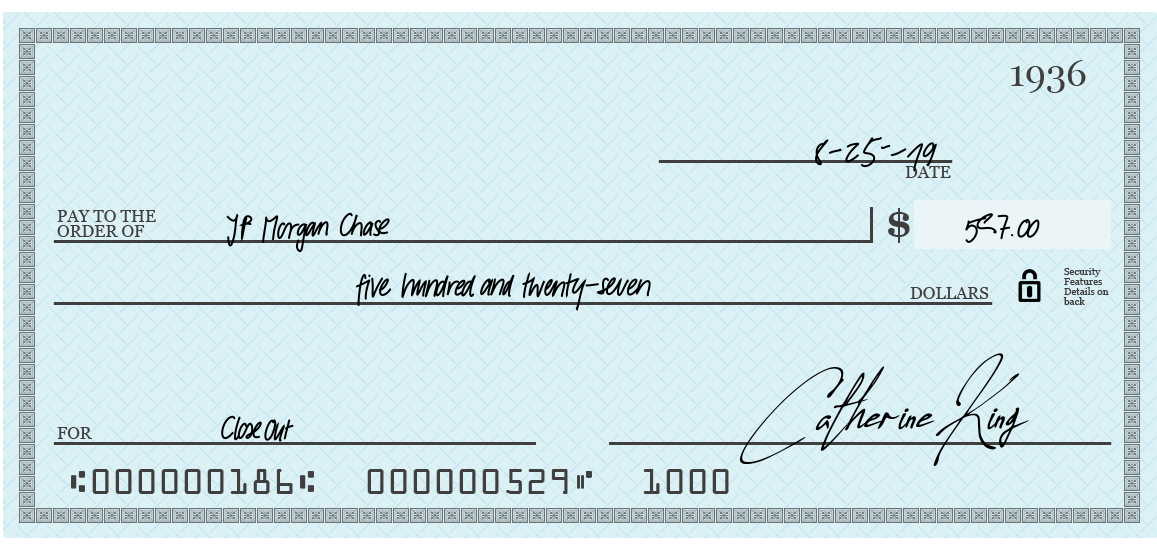 1936
8-25-19
DATE
PAY TO THE
ORDER OF JP Morgan Chase $ 527.00
five hundred and twenty-seven DOLLARS
Security
Features
Details on
back
FOR Close Out Catherine King
⑆000000186⑆ 000000529⑈ 1000